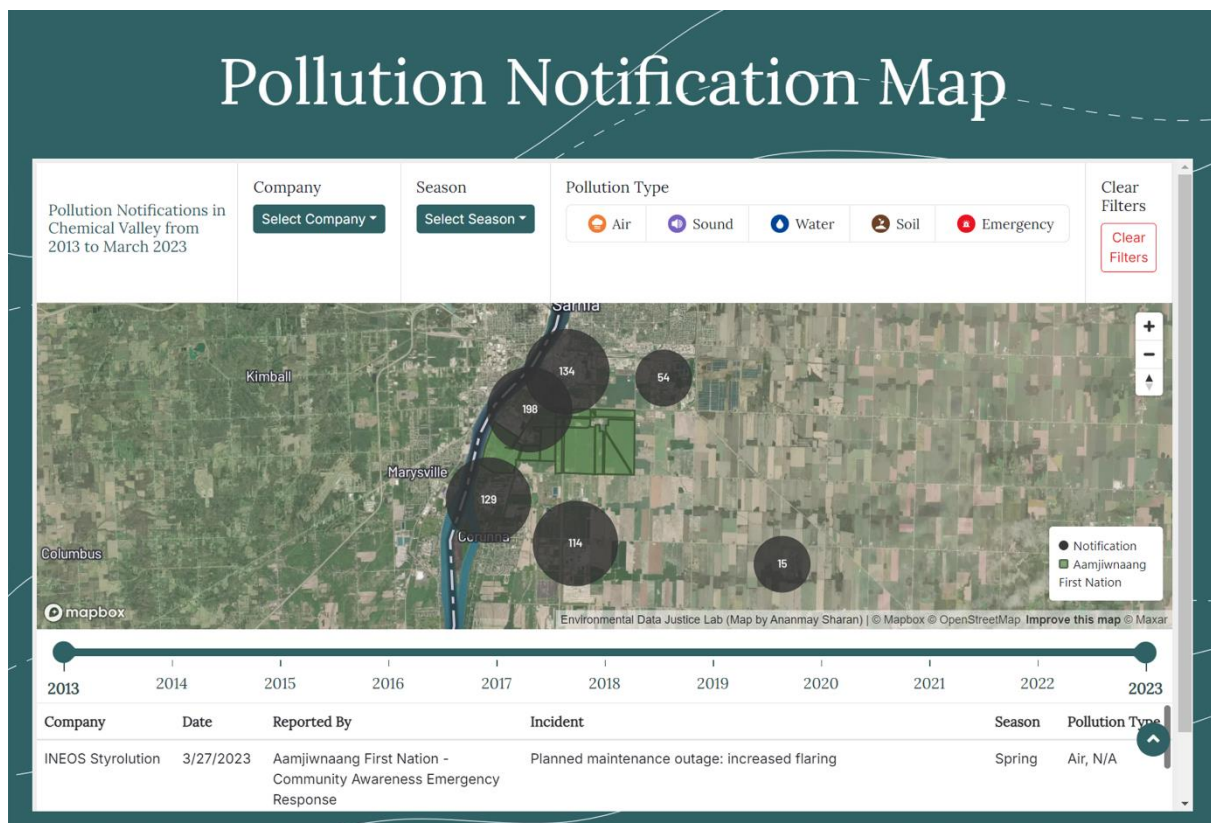 Pollution Notification Map
Pollution Notifications in
Chemical Valley from
2013 to March 2023
Company
Select Company
Season
Select Season
Pollution Type
Air
Sound
Water
Soil
Emergency
Clear
Filters
Clear
Filters
Sarnia
Kimball
134
54
198
Marysville
129
Corunna
114
15
Columbus
Notification
Aamjiwnaang
First Nation
mapbox
Environmental Data Justice Lab (Map by Ananmay Sharan) | © Mapbox © OpenStreetMap Improve this map © Maxar
2013 2014 2015 2016 2017 2018 2019 2020 2021 2022 2023
Company Date Reported By Incident Season Pollution Type
INEOS Styrolution 3/27/2023 Aamjiwnaang First Nation - Planned maintenance outage: increased flaring Spring Air, N/A
Community Awareness Emergency
Response